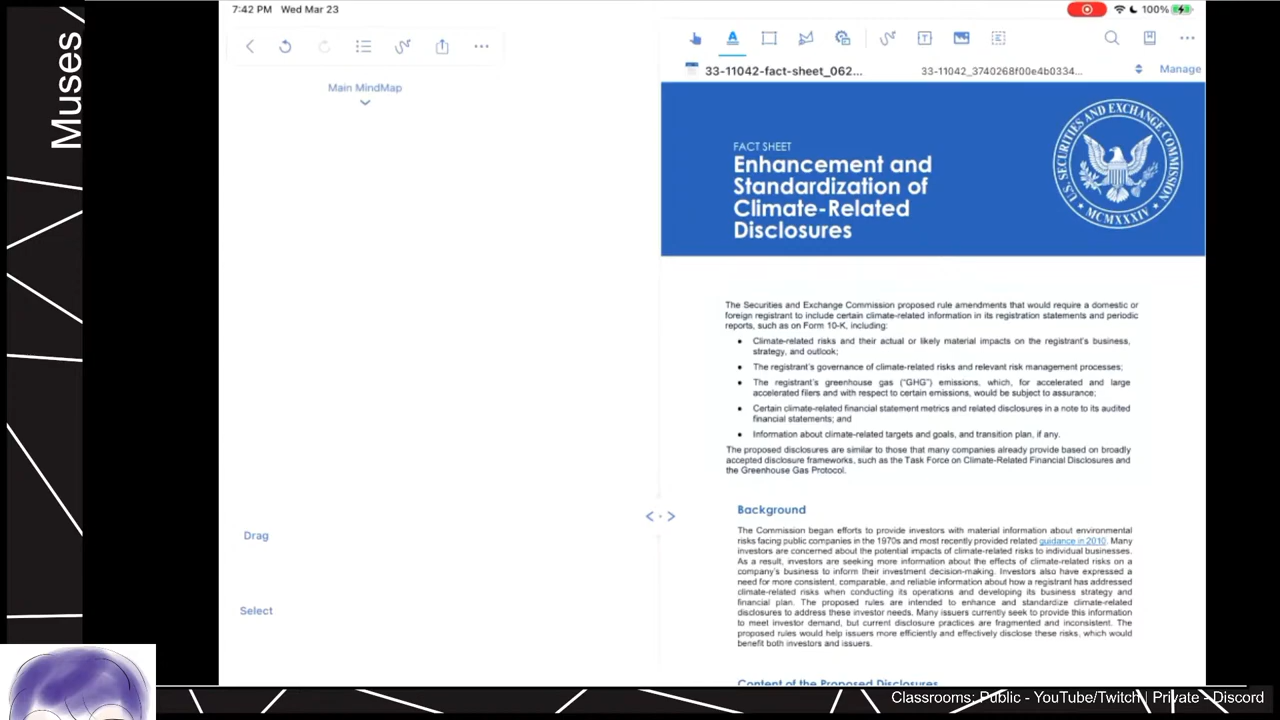 Muses
7:42 PM Wed Mar 23
100%
Main MindMap
Drag
Select
33-11042-fact-sheet_062...
33-11042_3740268f00e4b0334...
Manage
FACT SHEET
Enhancement and
Standardization of
Climate-Related
Disclosures
U.S. SECURITIES AND EXCHANGE COMMISSION
MCMXXXIV
The Securities and Exchange Commission proposed rule amendments that would require a domestic or
foreign registrant to include certain climate-related information in its registration statements and periodic
reports, such as on Form 10-K, including:
• Climate-related risks and their actual or likely material impacts on the registrant's business,
strategy, and outlook;
• The registrant's governance of climate-related risks and relevant risk management processes;
• The registrant's greenhouse gas ("GHG") emissions, which, for accelerated and large
accelerated filers and with respect to certain emissions, would be subject to assurance;
• Certain climate-related financial statement metrics and related disclosures in a note to its audited
financial statements; and
• Information about climate-related targets and goals, and transition plan, if any.
The proposed disclosures are similar to those that many companies already provide based on broadly
accepted disclosure frameworks, such as the Task Force on Climate-Related Financial Disclosures and
the Greenhouse Gas Protocol.
Background
The Commission began efforts to provide investors with material information about environmental
risks facing public companies in the 1970s and most recently provided related guidance in 2010. Many
investors are concerned about the potential impacts of climate-related risks to individual businesses.
As a result, investors are seeking more information about the effects of climate-related risks on a
company's business to inform their investment decision-making. Investors also have expressed a
need for more consistent, comparable, and reliable information about how a registrant has addressed
climate-related risks when conducting its operations and developing its business strategy and
financial plan. The proposed rules are intended to enhance and standardize climate-related
disclosures to address these investor needs. Many issuers currently seek to provide this information
to meet investor demand, but current disclosure practices are fragmented and inconsistent. The
proposed rules would help issuers more efficiently and effectively disclose these risks, which would
benefit both investors and issuers.
Content of the Proposed Disclosures
Classrooms: Public - YouTube/Twitch | Private - Discord